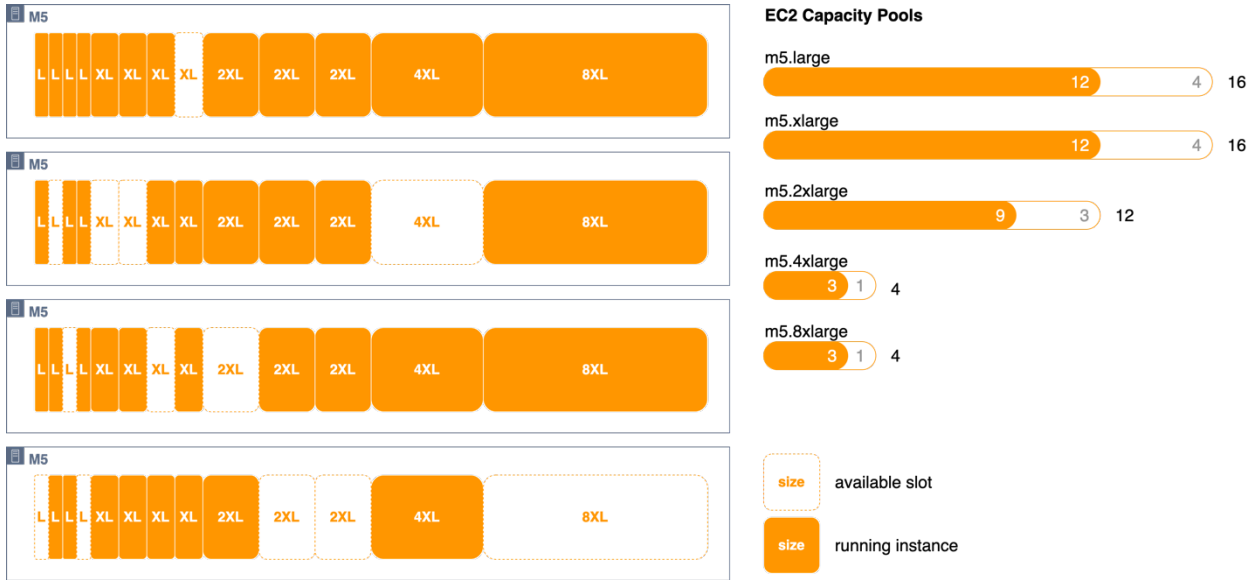 M5
L L L L XL XL XL XL 2XL 2XL 2XL 4XL 8XL
M5
L L L L XL XL XL XL 2XL 2XL 2XL 4XL 8XL
M5
L L L L XL XL XL XL 2XL 2XL 2XL 4XL 8XL
M5
L L L L XL XL XL XL 2XL 2XL 2XL 4XL 8XL
EC2 Capacity Pools
m5.large
12 4 16
m5.xlarge
12 4 16
m5.2xlarge
9 3 12
m5.4xlarge
3 1 4
m5.8xlarge
3 1 4
size available slot
size running instance